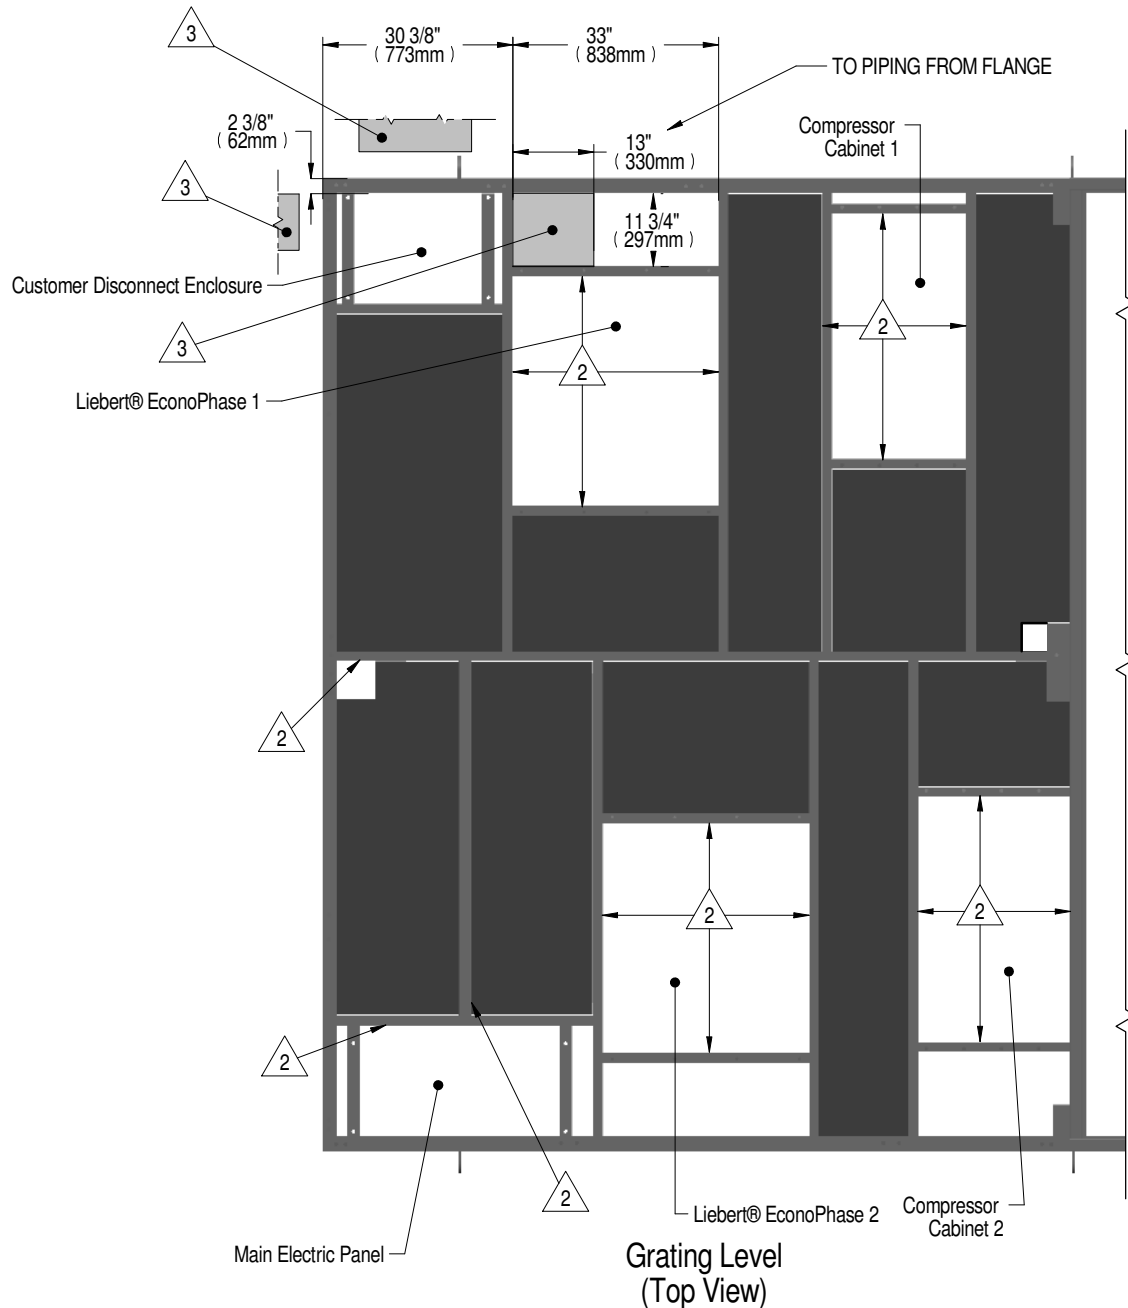 3
30 3/8"
( 773mm )
33"
( 838mm )
TO PIPING FROM FLANGE
2 3/8"
( 62mm )
13"
( 330mm )
Compressor
Cabinet 1
3
11 3/4"
( 297mm )
Customer Disconnect Enclosure
2
3
2
Liebert® EconoPhase 1
2
2
2
2
2
Liebert® EconoPhase 2
Compressor
Cabinet 2
Main Electric Panel
Grating Level
(Top View)